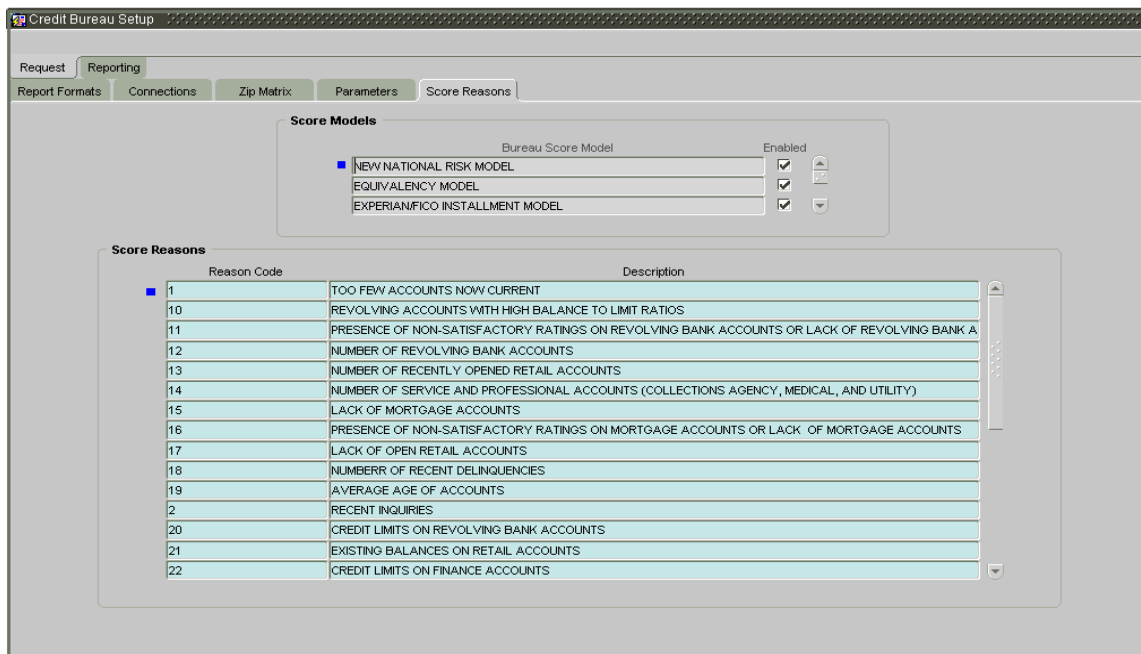 Credit Bureau Setup
Request Reporting
Report Formats Connections Zip Matrix Parameters Score Reasons
Score Models
Bureau Score Model Enabled
NEW NATIONAL RISK MODEL
EQUIVALENCY MODEL
EXPERIAN/FICO INSTALLMENT MODEL
Score Reasons
Reason Code Description
1 TOO FEW ACCOUNTS NOW CURRENT
10 REVOLVING ACCOUNTS WITH HIGH BALANCE TO LIMIT RATIOS
11 PRESENCE OF NON-SATISFACTORY RATINGS ON REVOLVING BANK ACCOUNTS OR LACK OF REVOLVING BANK A
12 NUMBER OF REVOLVING BANK ACCOUNTS
13 NUMBER OF RECENTLY OPENED RETAIL ACCOUNTS
14 NUMBER OF SERVICE AND PROFESSIONAL ACCOUNTS (COLLECTIONS AGENCY, MEDICAL, AND UTILITY)
15 LACK OF MORTGAGE ACCOUNTS
16 PRESENCE OF NON-SATISFACTORY RATINGS ON MORTGAGE ACCOUNTS OR LACK OF MORTGAGE ACCOUNTS
17 LACK OF OPEN RETAIL ACCOUNTS
18 NUMBERR OF RECENT DELINQUENCIES
19 AVERAGE AGE OF ACCOUNTS
2 RECENT INQUIRIES
20 CREDIT LIMITS ON REVOLVING BANK ACCOUNTS
21 EXISTING BALANCES ON RETAIL ACCOUNTS
22 CREDIT LIMITS ON FINANCE ACCOUNTS